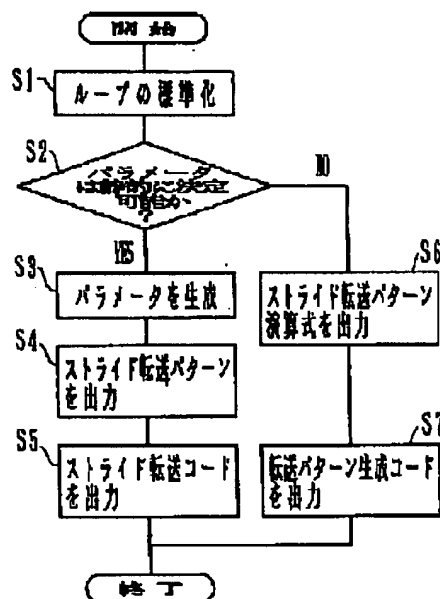 開始
S1
ループの標準化
S2
パラメータ
は静的に決定
可能か
?
NO
YES
S3
パラメータを生成
S6
ストライド転送パターン
演算式を出力
S4
ストライド転送パターン
を出力
S5
ストライド転送コード
を出力
S7
転送パターン生成コード
を出力
終了